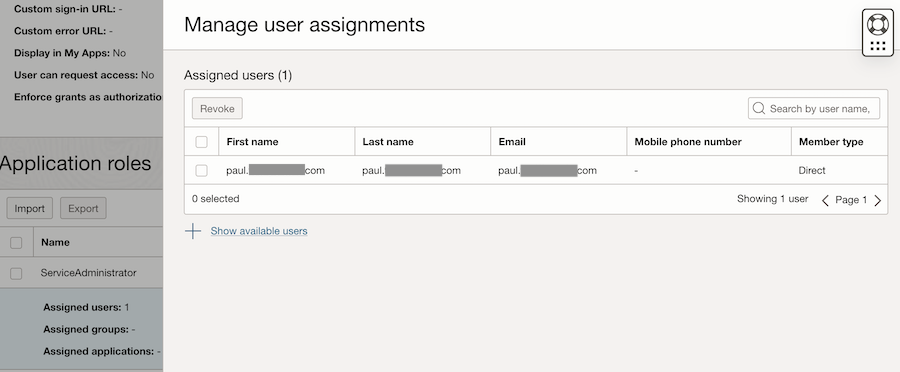 Custom sign-in URL: -
Custom error URL: -
Display in My Apps: No
User can request access: No
Enforce grants as authorizatio
Application roles
Import Export
Name
ServiceAdministrator
Assigned users: 1
Assigned groups: -
Assigned applications: -
Manage user assignments
Assigned users (1)
Revoke
Search by user name,
First name Last name Email Mobile phone number Member type
paul. com paul. com paul. com - Direct
0 selected
Showing 1 user Page 1
Show available users